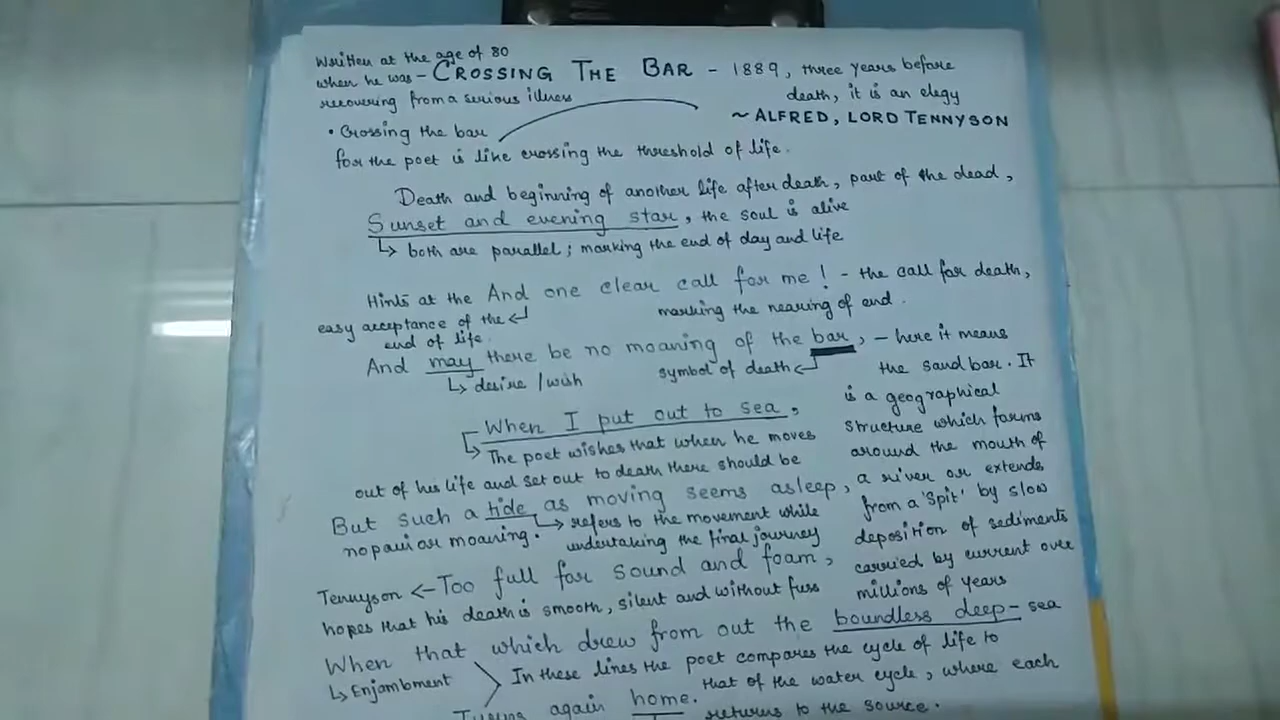 Written at the age of 80
when he was - CROSSING THE BAR - 1889, three years before
recovering from a serious illness death, it is an elegy
~ ALFRED, LORD TENNYSON
• Crossing the bar
for the poet is like crossing the threshold of life.
Death and beginning of another life after death, part of the dead,
Sunset and evening star, the soul is alive
↳ both are parallel; marking the end of day and life
Hints at the And one clear call for me! - the call for death,
easy acceptance of the ↲ marking the nearing of end.
end of life.
And may there be no moaning of the bar, - here it means
↳ desire / wish symbol of death ↲ the sand bar. It
is a geographical
When I put out to sea, structure which forms
↳ The poet wishes that when he moves around the mouth of
out of his life and set out to death there should be a river or extends
But such a tide as moving seems asleep, from a 'spit' by slow
no pain or moaning. ↳ refers to the movement while deposition of sediments
undertaking the final journey carried by current over
Tennyson ← Too full for sound and foam, millions of years
hopes that his death is smooth, silent and without fuss
When that which drew from out the boundless deep - sea
↳ Enjambment In these lines the poet compares the cycle of life to
Turns again home. that of the water cycle, where each
returns to the source.